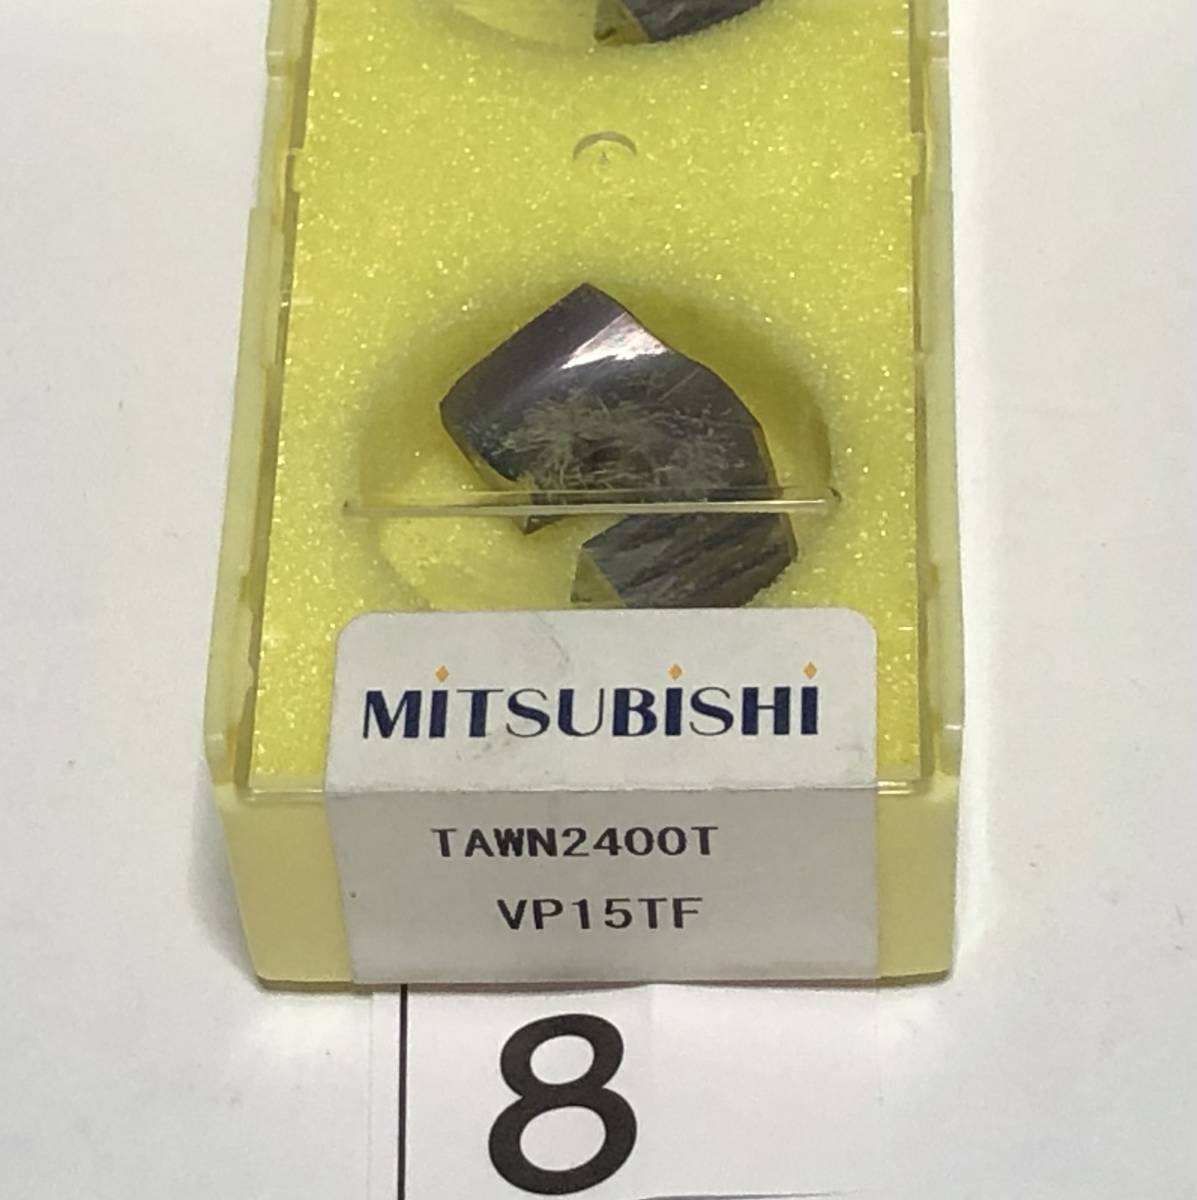 MITSUBISHI
TAWN2400T
VP15TF
8